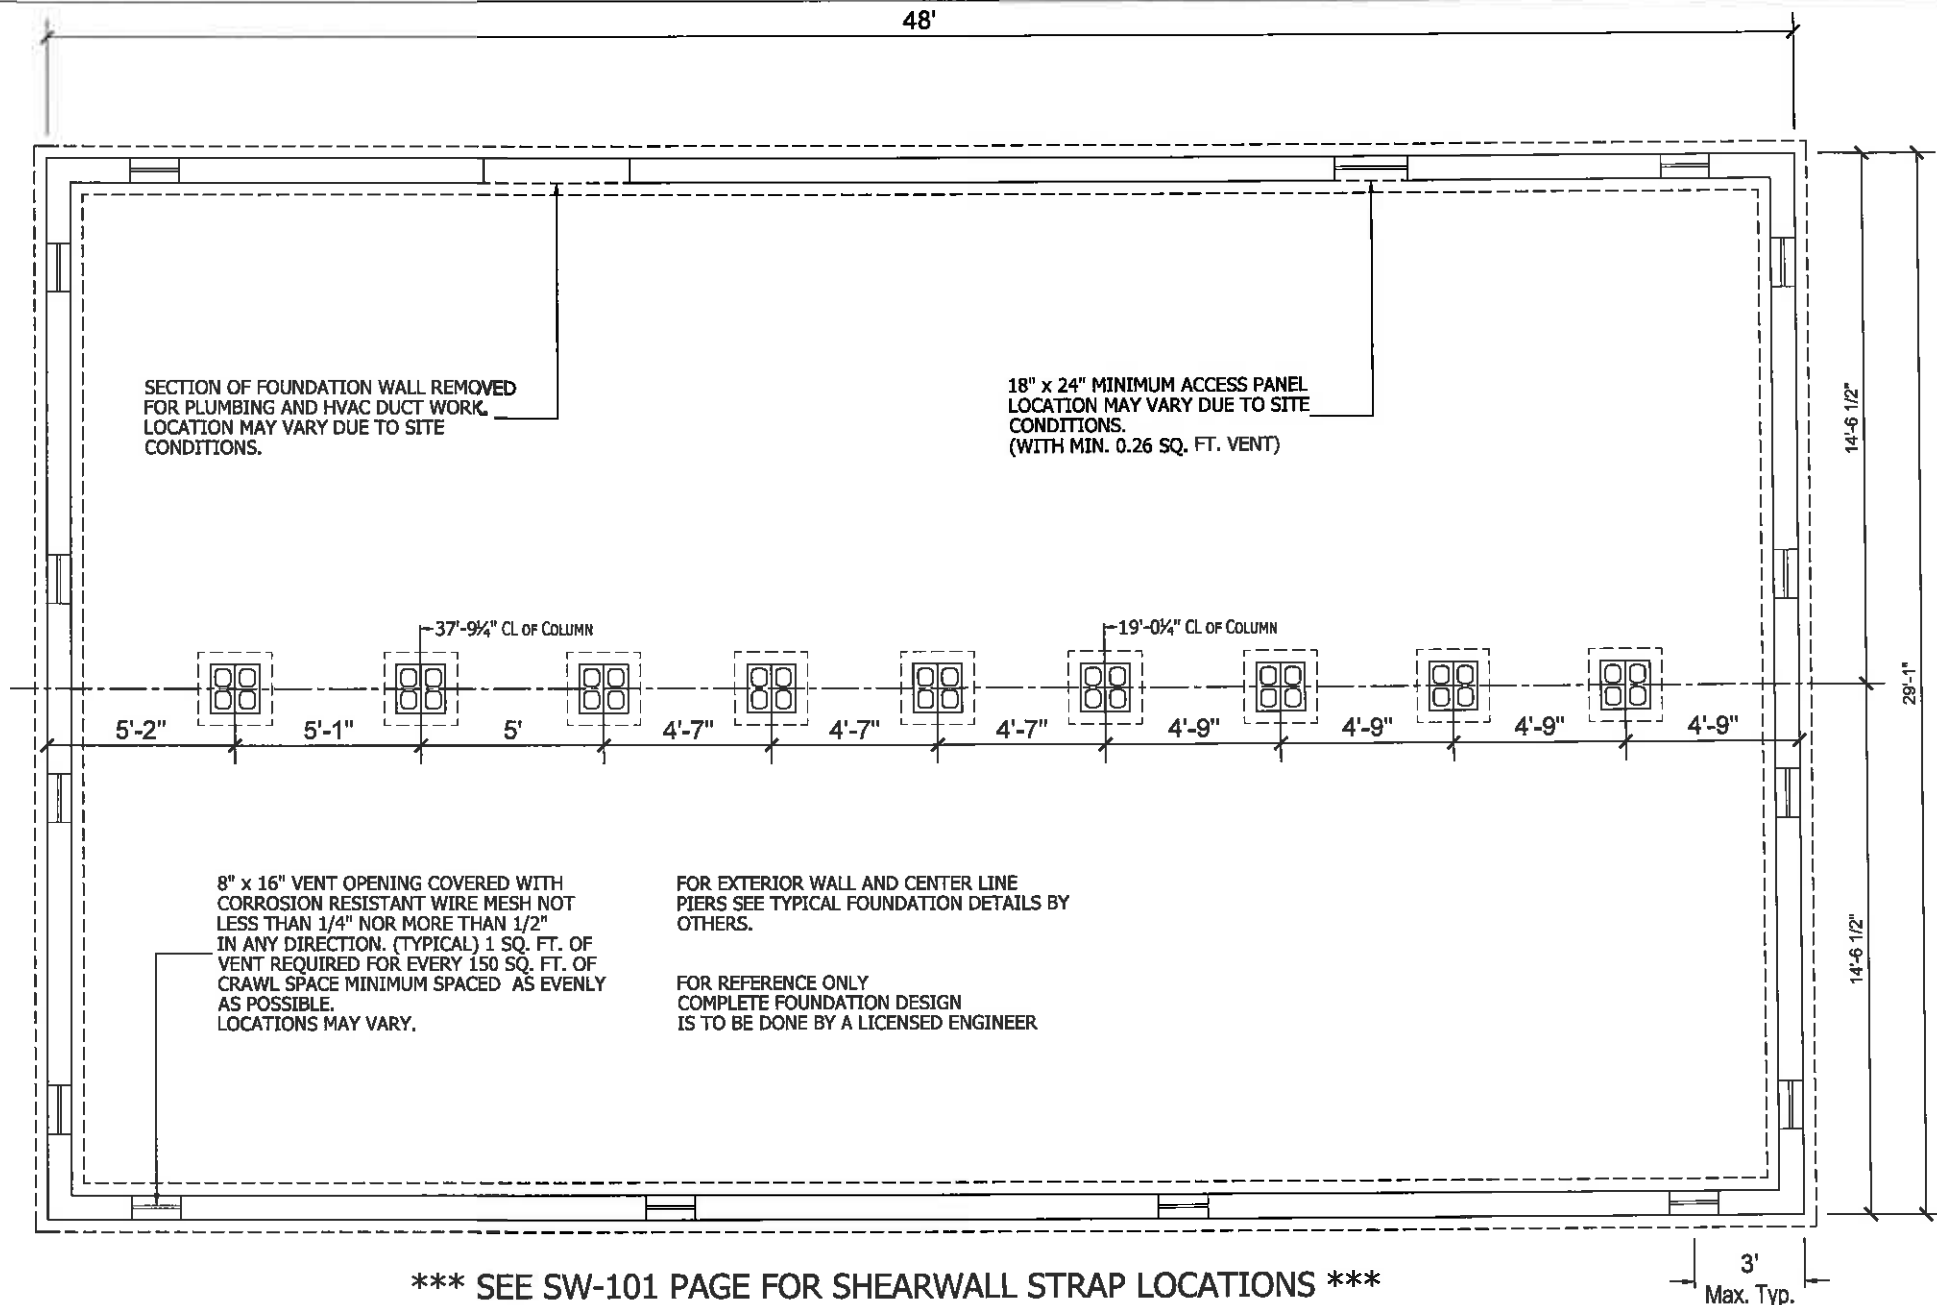 48'
SECTION OF FOUNDATION WALL REMOVED
FOR PLUMBING AND HVAC DUCT WORK.
LOCATION MAY VARY DUE TO SITE
CONDITIONS.
18" x 24" MINIMUM ACCESS PANEL
LOCATION MAY VARY DUE TO SITE
CONDITIONS.
(WITH MIN. 0.26 SQ. FT. VENT)
14'-6 1/2"
29'-1"
37'-9¼" CL OF COLUMN
19'-0¼" CL OF COLUMN
5'-2" 5'-1" 5' 4'-7" 4'-7" 4'-7" 4'-9" 4'-9" 4'-9" 4'-9"
8" x 16" VENT OPENING COVERED WITH
CORROSION RESISTANT WIRE MESH NOT
LESS THAN 1/4" NOR MORE THAN 1/2"
IN ANY DIRECTION. (TYPICAL) 1 SQ. FT. OF
VENT REQUIRED FOR EVERY 150 SQ. FT. OF
CRAWL SPACE MINIMUM SPACED AS EVENLY
AS POSSIBLE.
LOCATIONS MAY VARY.
FOR EXTERIOR WALL AND CENTER LINE
PIERS SEE TYPICAL FOUNDATION DETAILS BY
OTHERS.
FOR REFERENCE ONLY
COMPLETE FOUNDATION DESIGN
IS TO BE DONE BY A LICENSED ENGINEER
14'-6 1/2"
*** SEE SW-101 PAGE FOR SHEARWALL STRAP LOCATIONS ***
3'
Max. Typ.